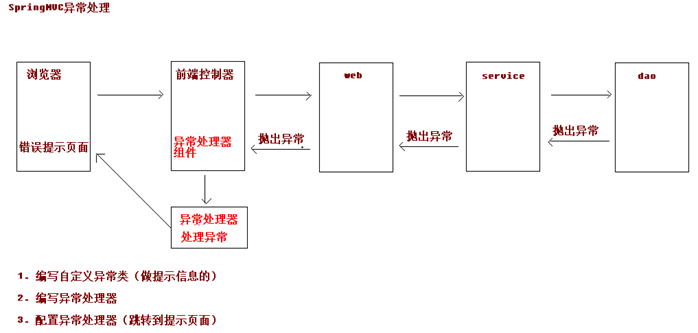 SpringMVC异常处理
浏览器
前端控制器
web
service
dao
错误提示页面
异常处理器
组件
抛出异常
抛出异常
抛出异常
异常处理器
处理异常
1. 编写自定义异常类（做提示信息的）
2. 编写异常处理器
3. 配置异常处理器（跳转到提示页面）